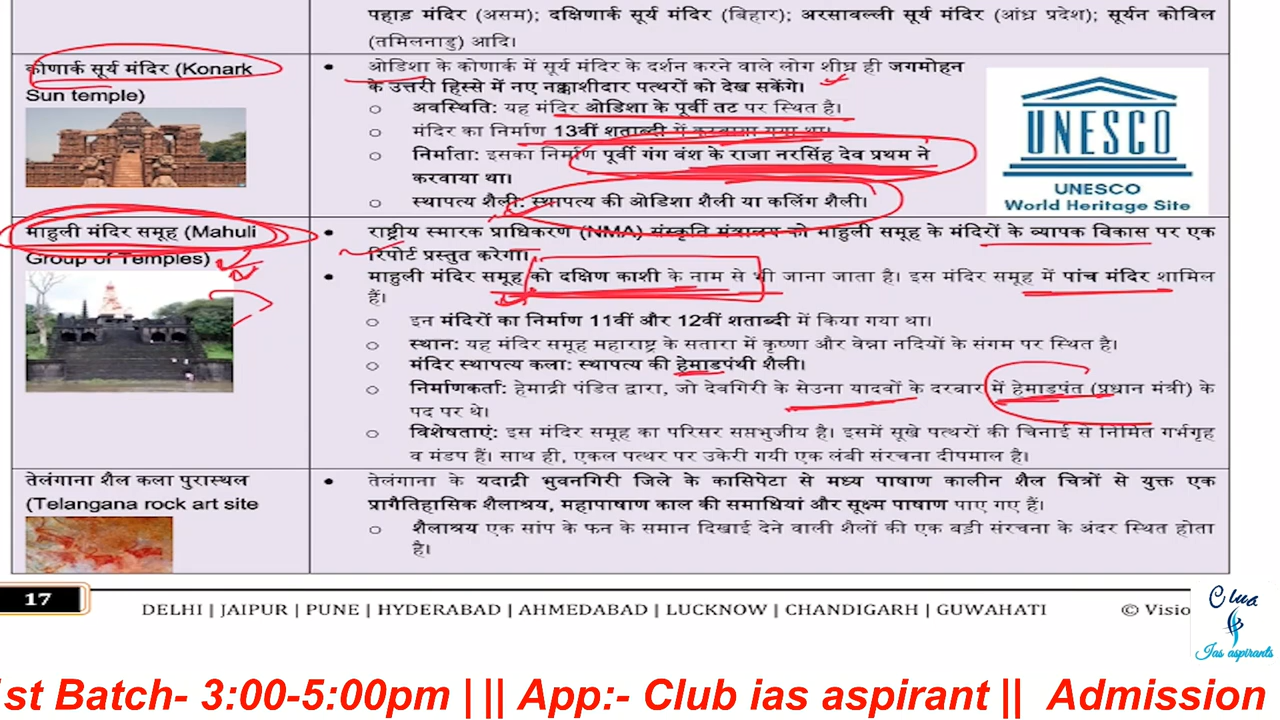 पहाड़ मंदिर (असम); दक्षिणार्क सूर्य मंदिर (बिहार); अरसावल्ली सूर्य मंदिर (आंध्र प्रदेश); सूर्यन कोविल
(तमिलनाडु) आदि।
कोणार्क सूर्य मंदिर (Konark
Sun temple)
ओडिशा के कोणार्क में सूर्य मंदिर के दर्शन करने वाले लोग शीघ्र ही जगमोहन
के उत्तरी हिस्से में नए नक्काशीदार पत्थरों को देख सकेंगे।
अवस्थिति: यह मंदिर ओडिशा के पूर्वी तट पर स्थित है।
मंदिर का निर्माण 13वीं शताब्दी में करवाया गया था।
निर्माता: इसका निर्माण पूर्वी गंग वंश के राजा नरसिंह देव प्रथम ने
करवाया था।
स्थापत्य शैली: स्थापत्य की ओडिशा शैली या कलिंग शैली।
UNESCO
UNESCO
World Heritage Site
माहुली मंदिर समूह (Mahuli
Group of Temples)
राष्ट्रीय स्मारक प्राधिकरण (NMA) संस्कृति मंत्रालय को माहुली समूह के मंदिरों के व्यापक विकास पर एक
रिपोर्ट प्रस्तुत करेगा।
माहुली मंदिर समूह को दक्षिण काशी के नाम से भी जाना जाता है। इस मंदिर समूह में पांच मंदिर शामिल
हैं।
इन मंदिरों का निर्माण 11वीं और 12वीं शताब्दी में किया गया था।
स्थान: यह मंदिर समूह महाराष्ट्र के सतारा में कृष्णा और वेन्ना नदियों के संगम पर स्थित है।
मंदिर स्थापत्य कला: स्थापत्य की हेमाडपंथी शैली।
निर्माणकर्ता: हेमाद्री पंडित द्वारा, जो देवगिरी के सेउना यादवों के दरबार में हेमाडपंत (प्रधान मंत्री) के
पद पर थे।
विशेषताएं: इस मंदिर समूह का परिसर सप्तभुजीय है। इसमें सूखे पत्थरों की चिनाई से निर्मित गर्भगृह
व मंडप हैं। साथ ही, एकल पत्थर पर उकेरी गयी एक लंबी संरचना दीपमाल है।
तेलंगाना शैल कला पुरास्थल
(Telangana rock art site
तेलंगाना के यदाद्री भुवनगिरी जिले के कासिपेटा से मध्य पाषाण कालीन शैल चित्रों से युक्त एक
प्रागैतिहासिक शैलाश्रय, महापाषाण काल की समाधियां और सूक्ष्म पाषाण पाए गए हैं।
शैलाश्रय एक सांप के फन के समान दिखाई देने वाली शैलों की एक बड़ी संरचना के अंदर स्थित होता
है।
17
DELHI | JAIPUR | PUNE | HYDERABAD | AHMEDABAD | LUCKNOW | CHANDIGARH | GUWAHATI
© Visio
Club
Ias aspirants
1st Batch- 3:00-5:00pm | || App:- Club ias aspirant || Admission